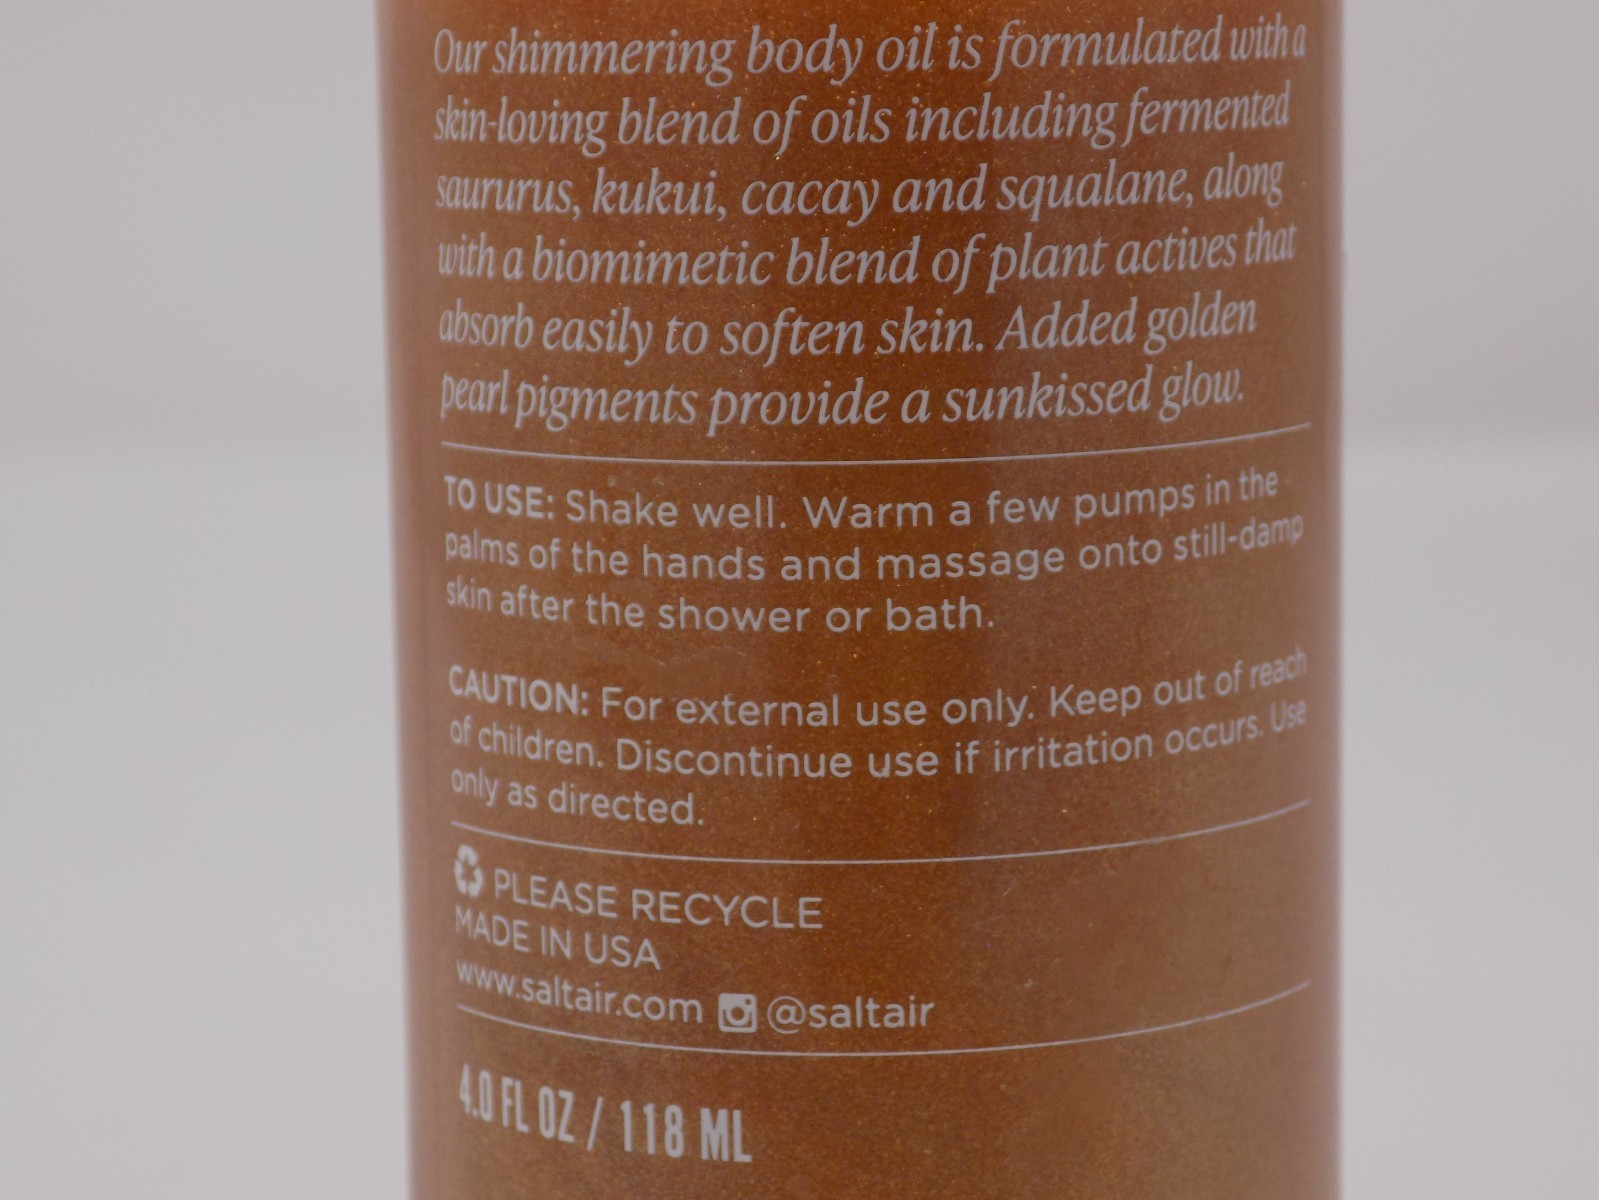 Our shimmering body oil is formulated with a
skin-loving blend of oils including fermented
saururus, kukui, cacay and squalane, along
with a biomimetic blend of plant actives that
absorb easily to soften skin. Added golden
pearl pigments provide a sunkissed glow.
TO USE: Shake well. Warm a few pumps in the
palms of the hands and massage onto still-damp
skin after the shower or bath.
CAUTION: For external use only. Keep out of reach
of children. Discontinue use if irritation occurs. Use
only as directed.
PLEASE RECYCLE
MADE IN USA
www.saltair.com @saltair
4.0 FL OZ / 118 ML